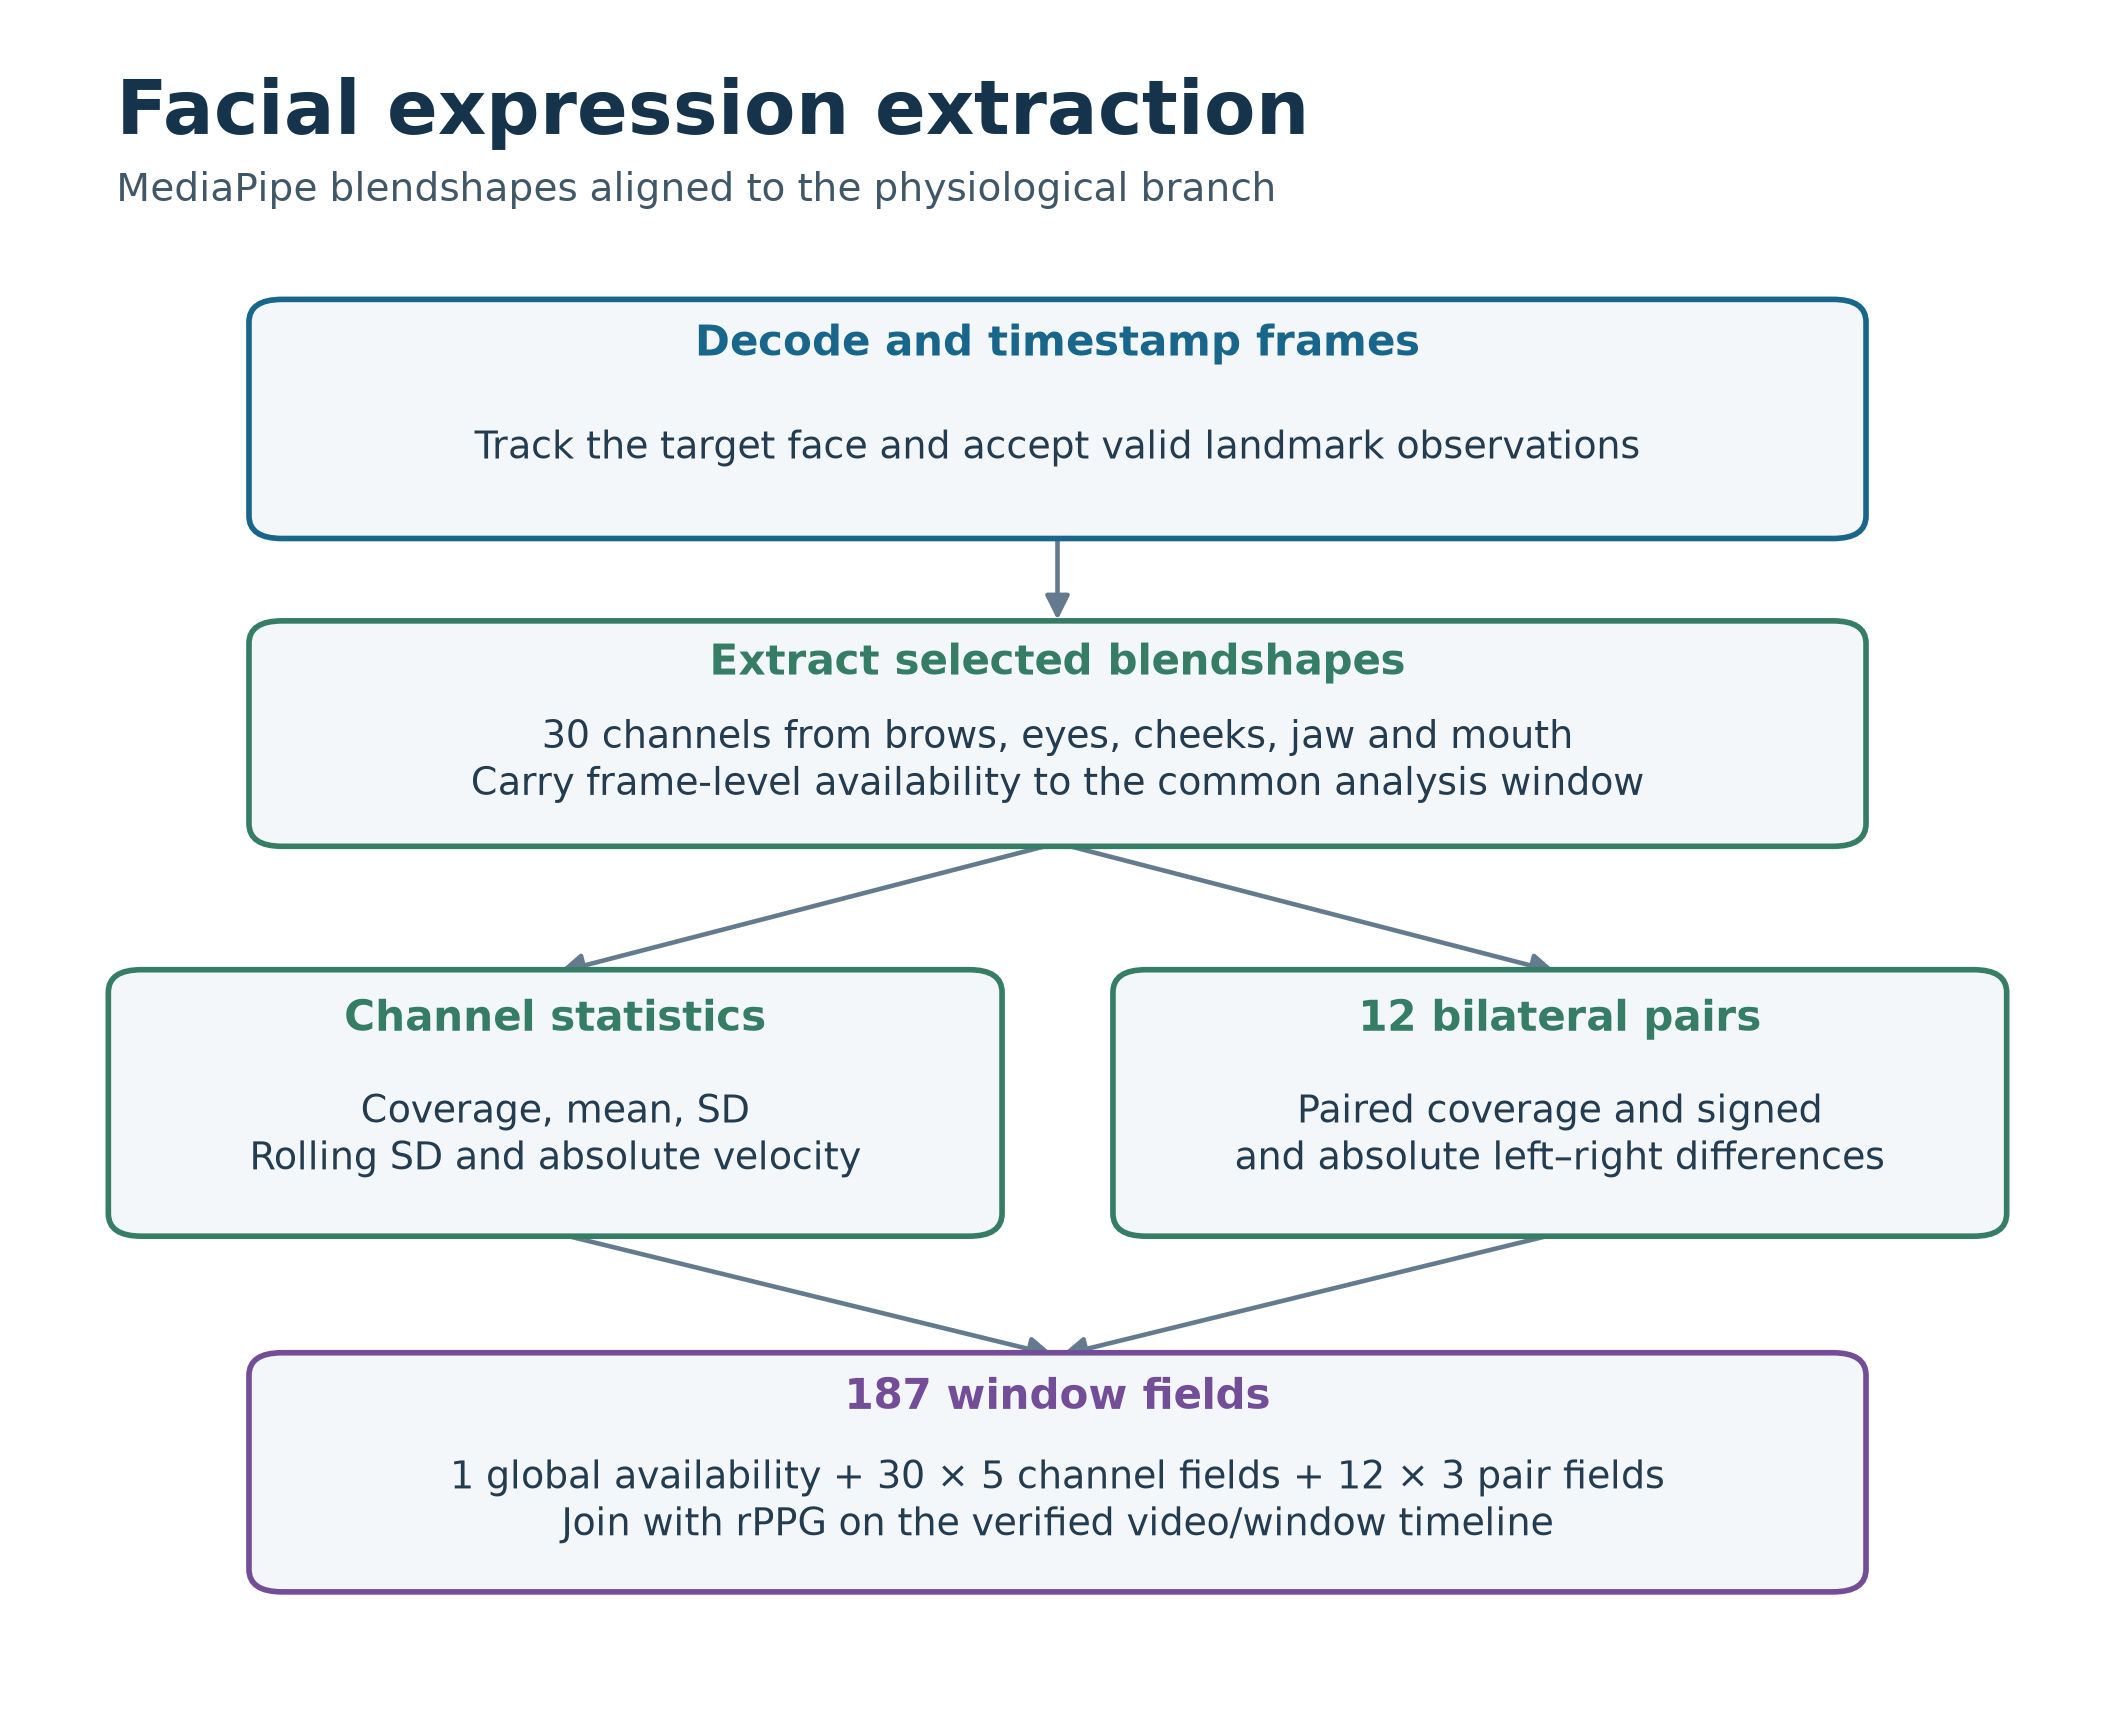 Facial expression extraction
MediaPipe blendshapes aligned to the physiological branch
Decode and timestamp frames
Track the target face and accept valid landmark observations
Extract selected blendshapes
30 channels from brows, eyes, cheeks, jaw and mouth
Carry frame-level availability to the common analysis window
Channel statistics
Coverage, mean, SD
Rolling SD and absolute velocity
12 bilateral pairs
Paired coverage and signed
and absolute left–right differences
187 window fields
1 global availability + 30 × 5 channel fields + 12 × 3 pair fields
Join with rPPG on the verified video/window timeline